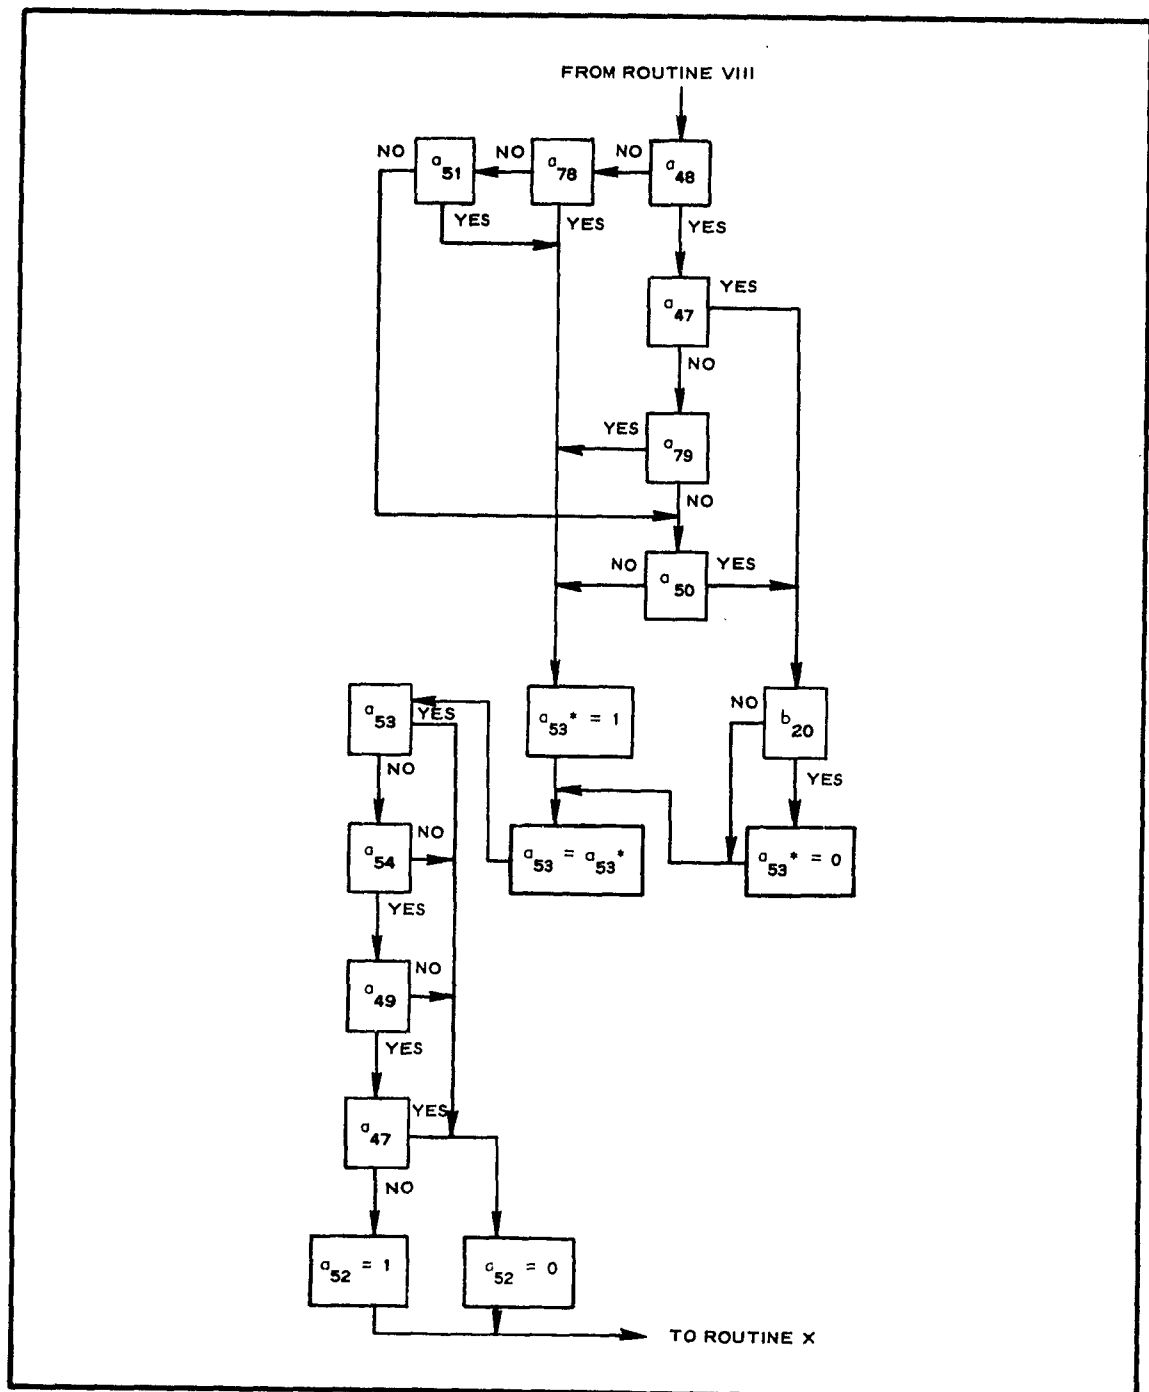 FROM ROUTINE VIII
NO a51 NO a78 NO a48
YES YES YES
a47 YES
NO
YES a79
NO
NO a50 YES
a53 YES a53* = 1 NO b20
NO YES
a54 NO a53 = a53* a53* = 0
YES
a49 NO
YES
a47 YES
NO
a52 = 1 a52 = 0
TO ROUTINE X